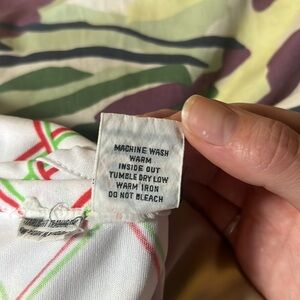 MACHINE WASH
WARM
INSIDE OUT
TUMBLE DRY LOW
WARM IRON
DO NOT BLEACH